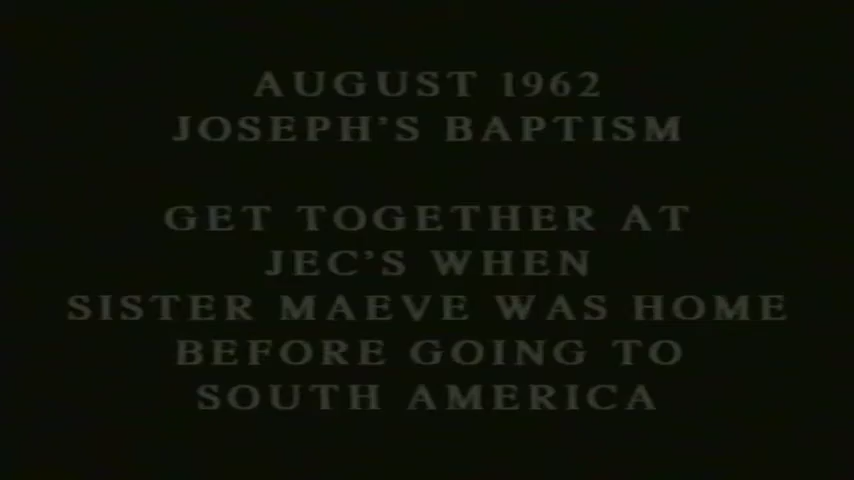 AUGUST 1962
JOSEPH'S BAPTISM
GET TOGETHER AT
JEC'S WHEN
SISTER MAEVE WAS HOME
BEFORE GOING TO
SOUTH AMERICA